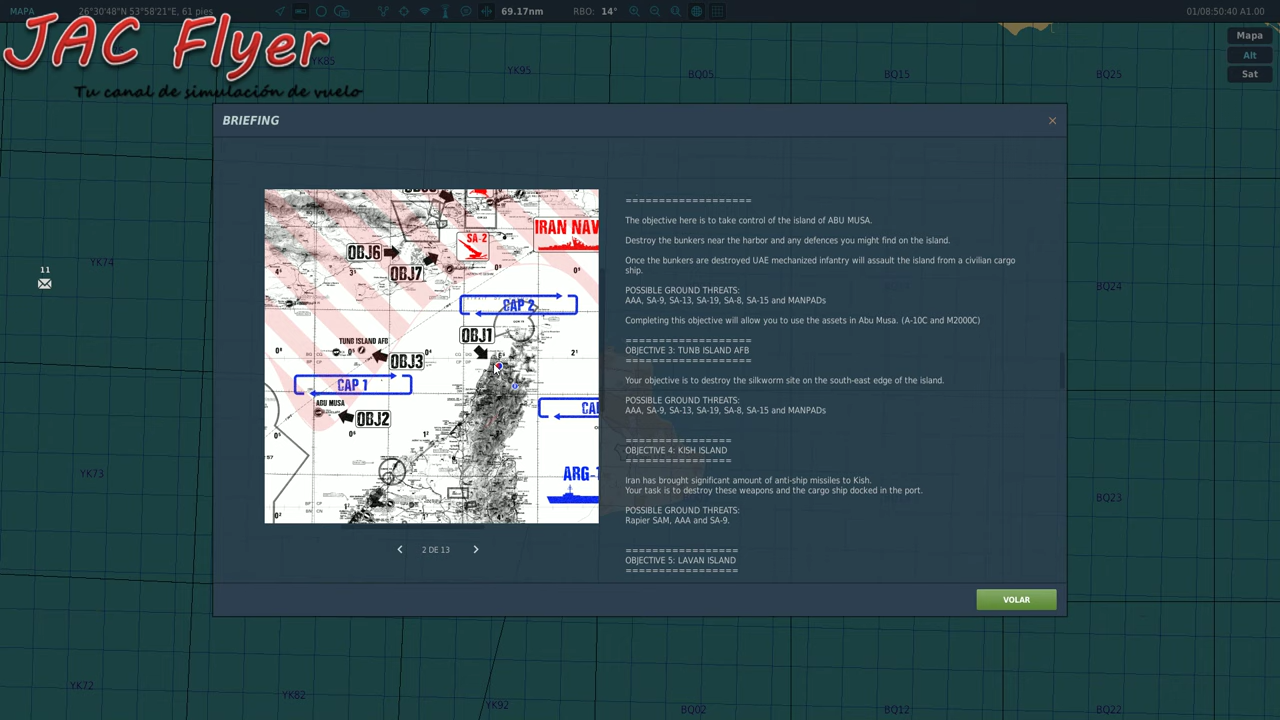 MAPA 26°30'48"N 53°58'21"E, 61 pies 69.17nm RBO: 14° 01/08:50:40 A1.00
JAC Flyer
Tu canal de simulación de vuelo
Mapa
Alt
Sat
YK85
YK95
BQ05
BQ15
BQ25
YK74
11
BQ24
YK73
BQ23
YK72
YK82
YK92
BQ02
BQ12
BQ22
BRIEFING
IRAN NAV
SA-2
OBJ6
OBJ7
CAP 2
OBJ1
TUNB ISLAND AFB
OBJ3
CAP 1
ABU MUSA
OBJ2
CAP
ARG-1
2 DE 13
===================
The objective here is to take control of the island of ABU MUSA.
Destroy the bunkers near the harbor and any defences you might find on the island.
Once the bunkers are destroyed UAE mechanized infantry will assault the island from a civilian cargo
ship.
POSSIBLE GROUND THREATS:
AAA, SA-9, SA-13, SA-19, SA-8, SA-15 and MANPADs
Completing this objective will allow you to use the assets in Abu Musa. (A-10C and M2000C)
===================
OBJECTIVE 3: TUNB ISLAND AFB
===================
Your objective is to destroy the silkworm site on the south-east edge of the island.
POSSIBLE GROUND THREATS:
AAA, SA-9, SA-13, SA-19, SA-8, SA-15 and MANPADs
================
OBJECTIVE 4: KISH ISLAND
================
Iran has brought significant amount of anti-ship missiles to Kish.
Your task is to destroy these weapons and the cargo ship docked in the port.
POSSIBLE GROUND THREATS:
Rapier SAM, AAA and SA-9.
=================
OBJECTIVE 5: LAVAN ISLAND
=================
VOLAR